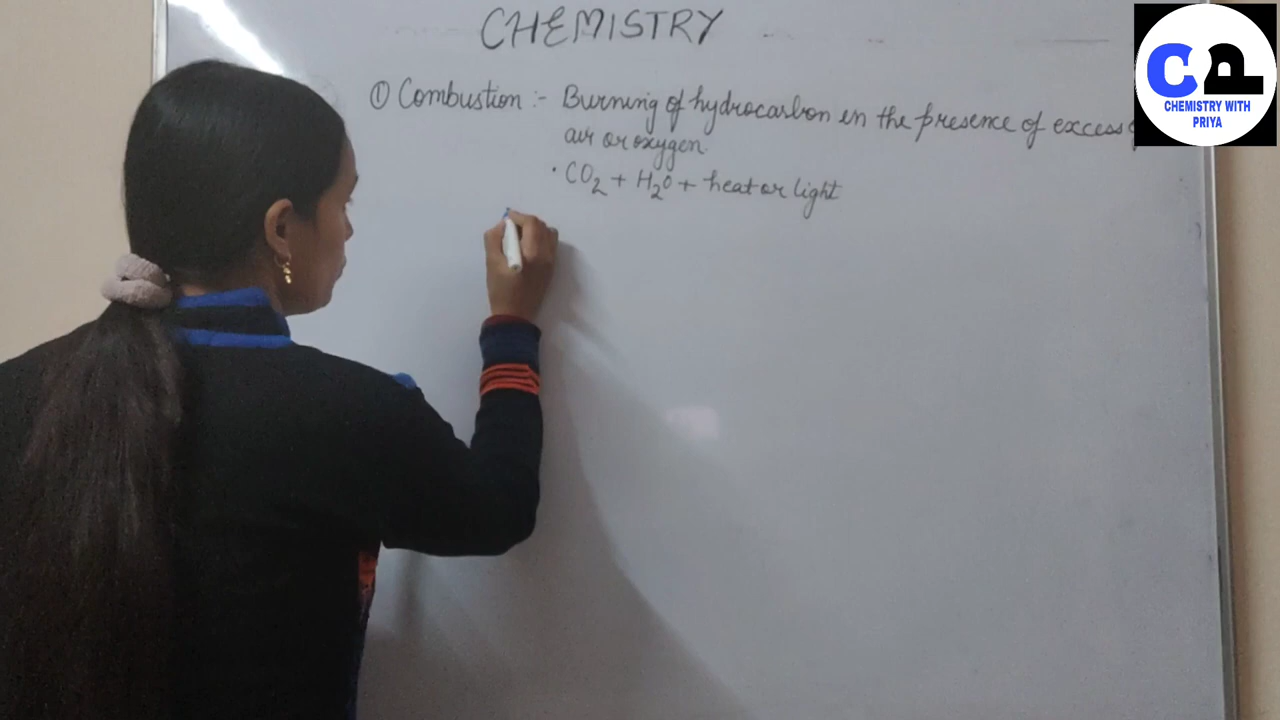 CHEMISTRY
① Combustion :- Burning of hydrocarbon in the presence of excess
air or oxygen.
• CO₂ + H₂O + heat or light
CP
CHEMISTRY WITH
PRIYA